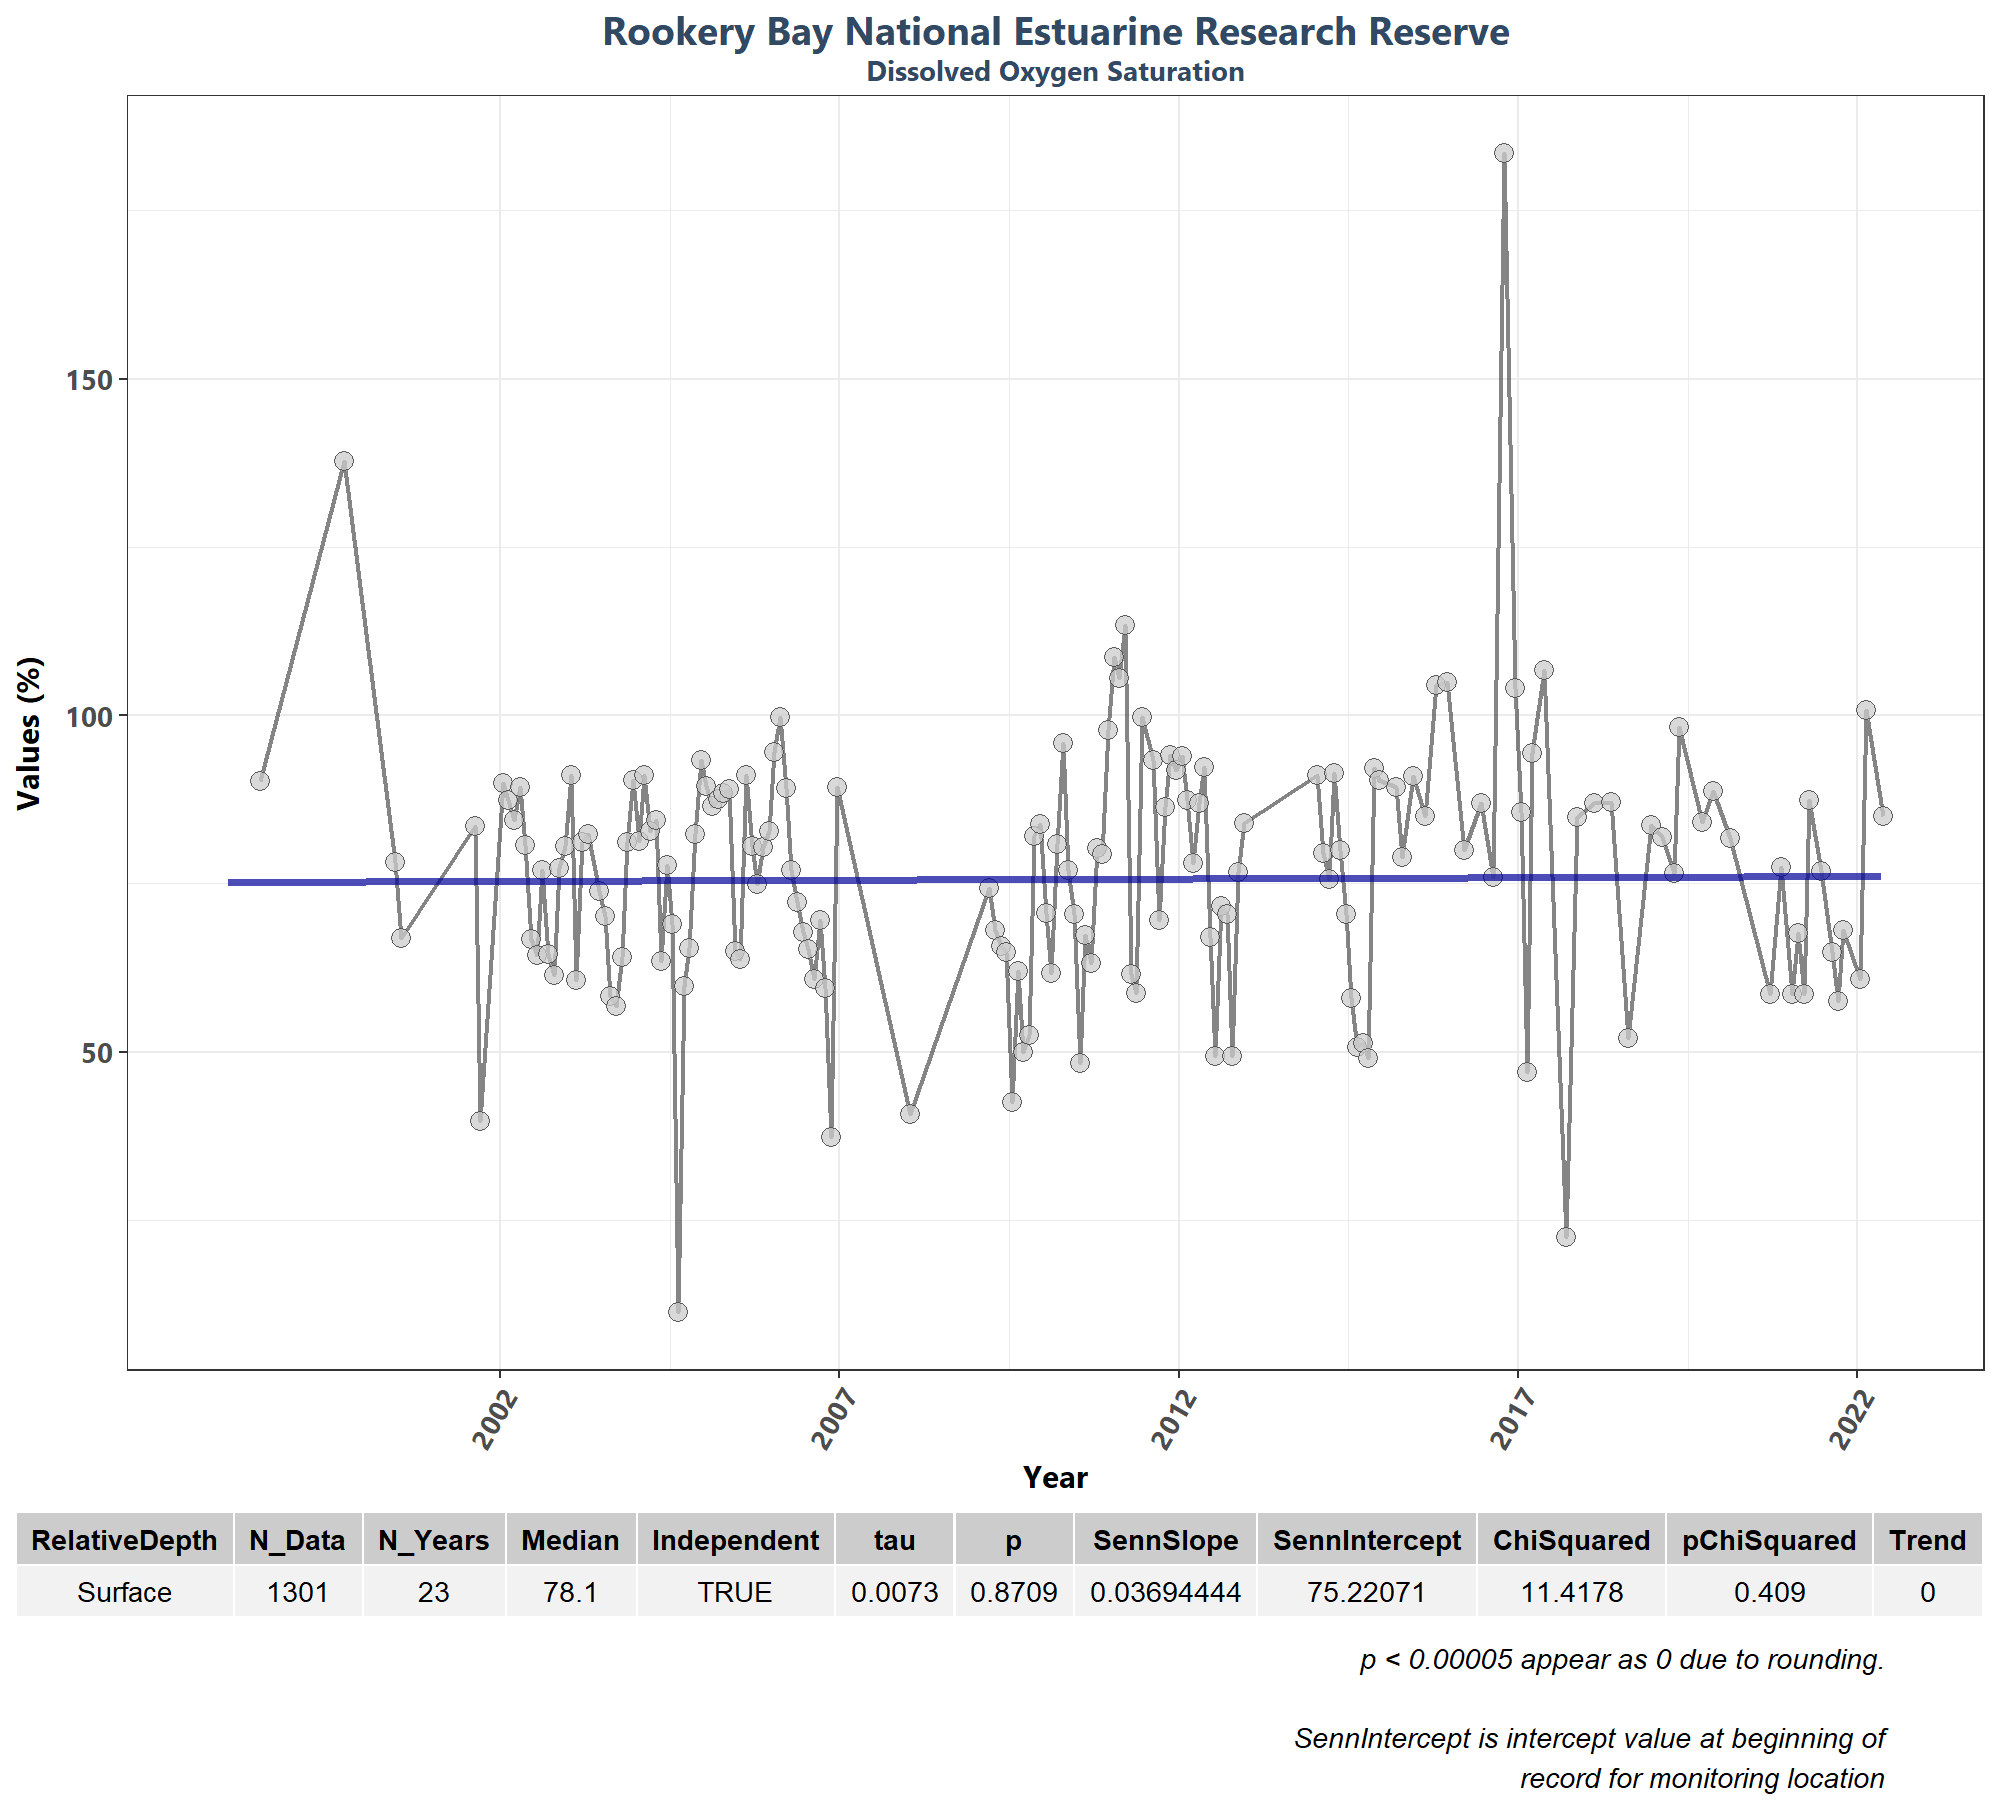 Rookery Bay National Estuarine Research Reserve
Dissolved Oxygen Saturation
Values (%)
150
100
50
2002 2007 2012 2017 2022
Year
RelativeDepth N_Data N_Years Median Independent tau p SennSlope SennIntercept ChiSquared pChiSquared Trend
Surface 1301 23 78.1 TRUE 0.0073 0.8709 0.03694444 75.22071 11.4178 0.409 0
p < 0.00005 appear as 0 due to rounding.
SennIntercept is intercept value at beginning of
record for monitoring location